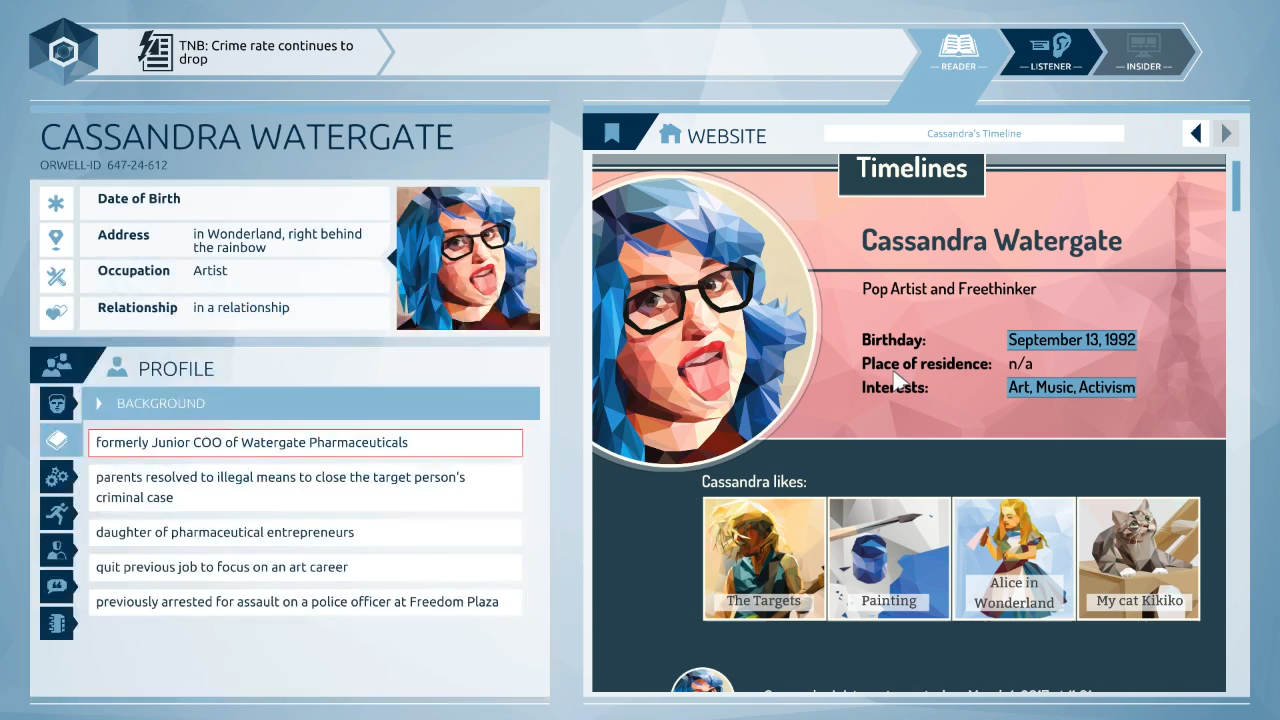 TNB: Crime rate continues to
drop
— READER —
— LISTENER —
— INSIDER —
CASSANDRA WATERGATE
ORWELL-ID 647-24-612
Date of Birth
Address in Wonderland, right behind
the rainbow
Occupation Artist
Relationship in a relationship
PROFILE
BACKGROUND
formerly Junior COO of Watergate Pharmaceuticals
parents resolved to illegal means to close the target person's
criminal case
daughter of pharmaceutical entrepreneurs
quit previous job to focus on an art career
previously arrested for assault on a police officer at Freedom Plaza
WEBSITE
Cassandra's Timeline
Timelines
Cassandra Watergate
Pop Artist and Freethinker
Birthday: September 13, 1992
Place of residence: n/a
Interests: Art, Music, Activism
Cassandra likes:
The Targets
Painting
Alice in
Wonderland
My cat Kikiko